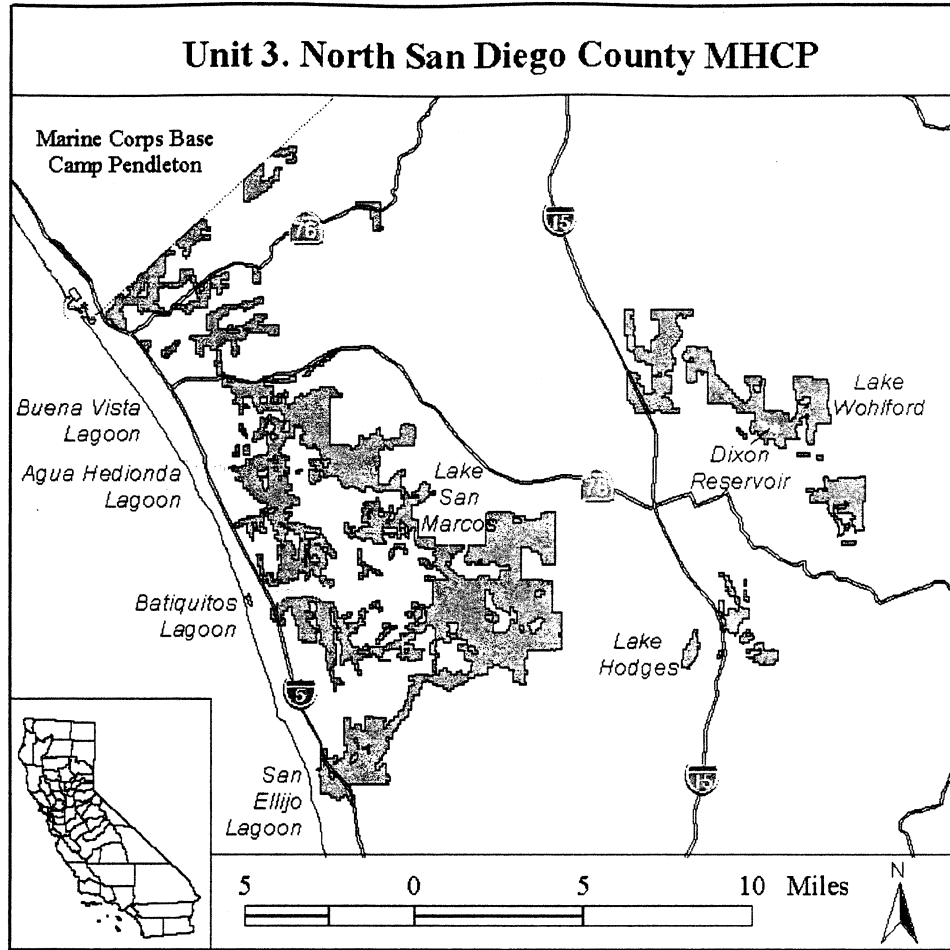 Unit 3. North San Diego County MHCP
Marine Corps Base
Camp Pendleton
76
15
Buena Vista
Lagoon
Agua Hedionda
Lagoon
Lake
San
Marcos
78
Lake
Wohlford
Dixon
Reservoir
Batiquitos
Lagoon
Lake
Hodges
5
15
San
Ellijo
Lagoon
5 0 5 10 Miles
N